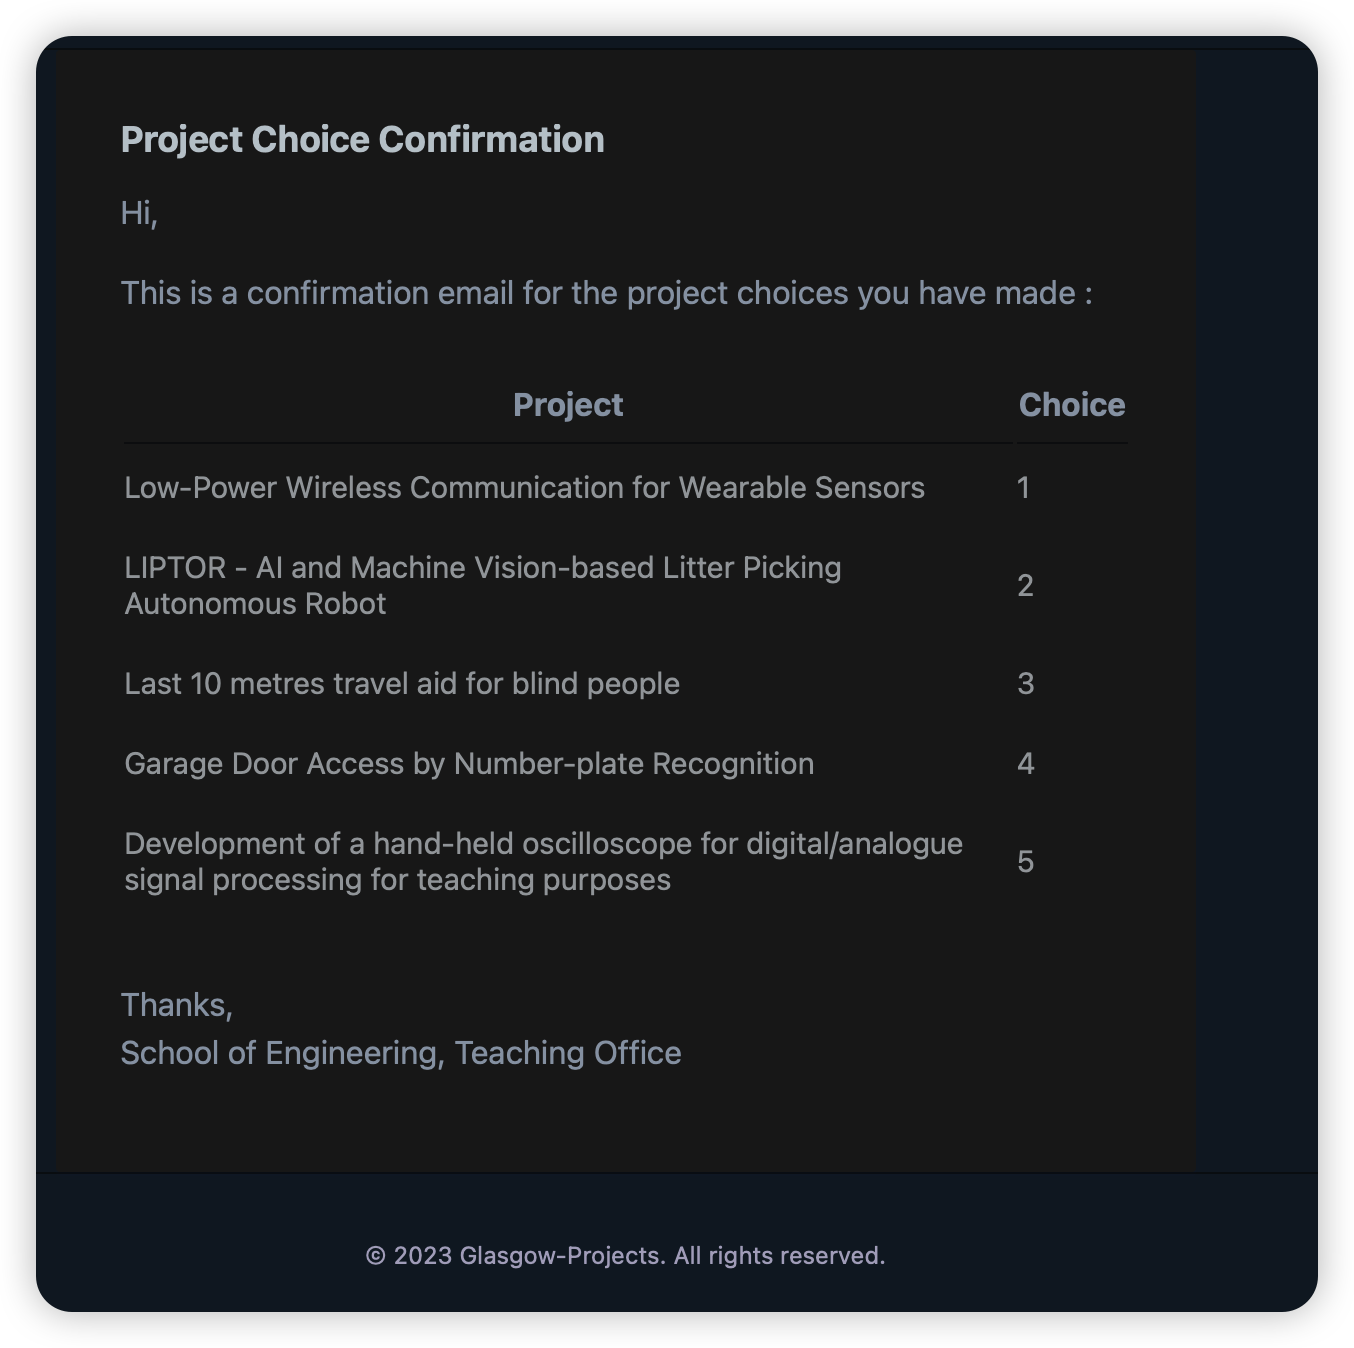 Project Choice Confirmation
Hi,
This is a confirmation email for the project choices you have made :
Project Choice
Low-Power Wireless Communication for Wearable Sensors 1
LIPTOR - AI and Machine Vision-based Litter Picking
Autonomous Robot 2
Last 10 metres travel aid for blind people 3
Garage Door Access by Number-plate Recognition 4
Development of a hand-held oscilloscope for digital/analogue
signal processing for teaching purposes 5
Thanks,
School of Engineering, Teaching Office
© 2023 Glasgow-Projects. All rights reserved.